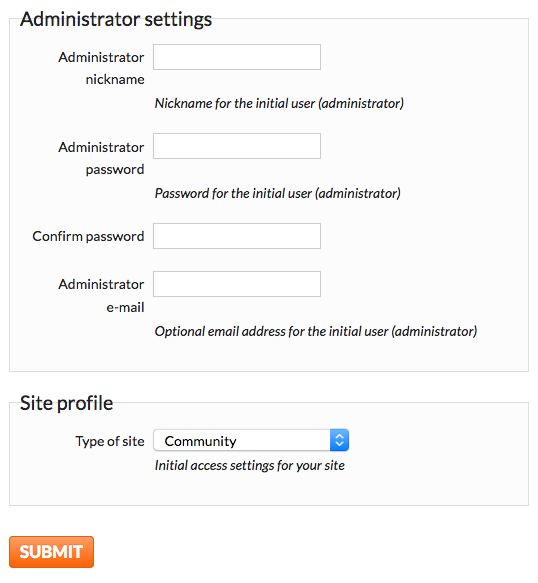 Administrator settings
Administrator
nickname
Nickname for the initial user (administrator)
Administrator
password
Password for the initial user (administrator)
Confirm password
Administrator
e-mail
Optional email address for the initial user (administrator)
Site profile
Type of site Community
Initial access settings for your site
SUBMIT